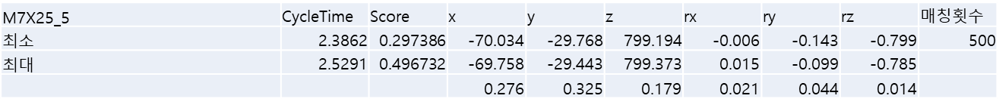 M7X25_5 CycleTime Score x y z rx ry rz 매칭횟수
최소 2.3862 0.297386 -70.034 -29.768 799.194 -0.006 -0.143 -0.799 500
최대 2.5291 0.496732 -69.758 -29.443 799.373 0.015 -0.099 -0.785
0.276 0.325 0.179 0.021 0.044 0.014